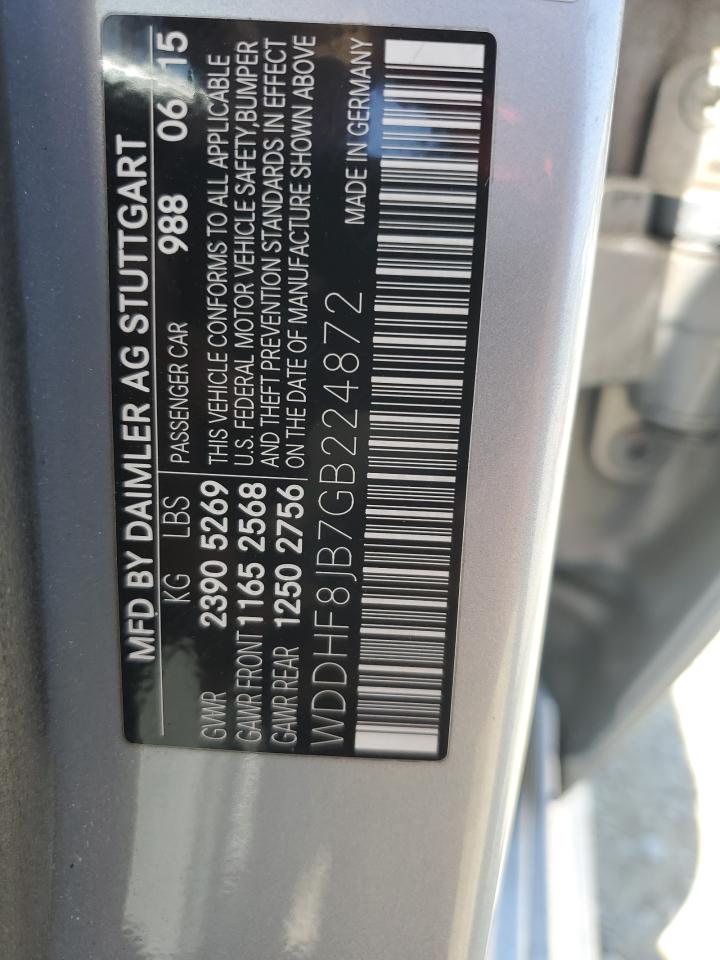 MFD BY DAIMLER AG STUTTGART
KG LBS PASSENGER CAR 988 06 15
GVWR 2390 5269 THIS VEHICLE CONFORMS TO ALL APPLICABLE
GAWR FRONT 1165 2568 U.S. FEDERAL MOTOR VEHICLE SAFETY,BUMPER
GAWR REAR 1250 2756 AND THEFT PREVENTION STANDARDS IN EFFECT
ON THE DATE OF MANUFACTURE SHOWN ABOVE
WDDHF8JB7GB224872 MADE IN GERMANY